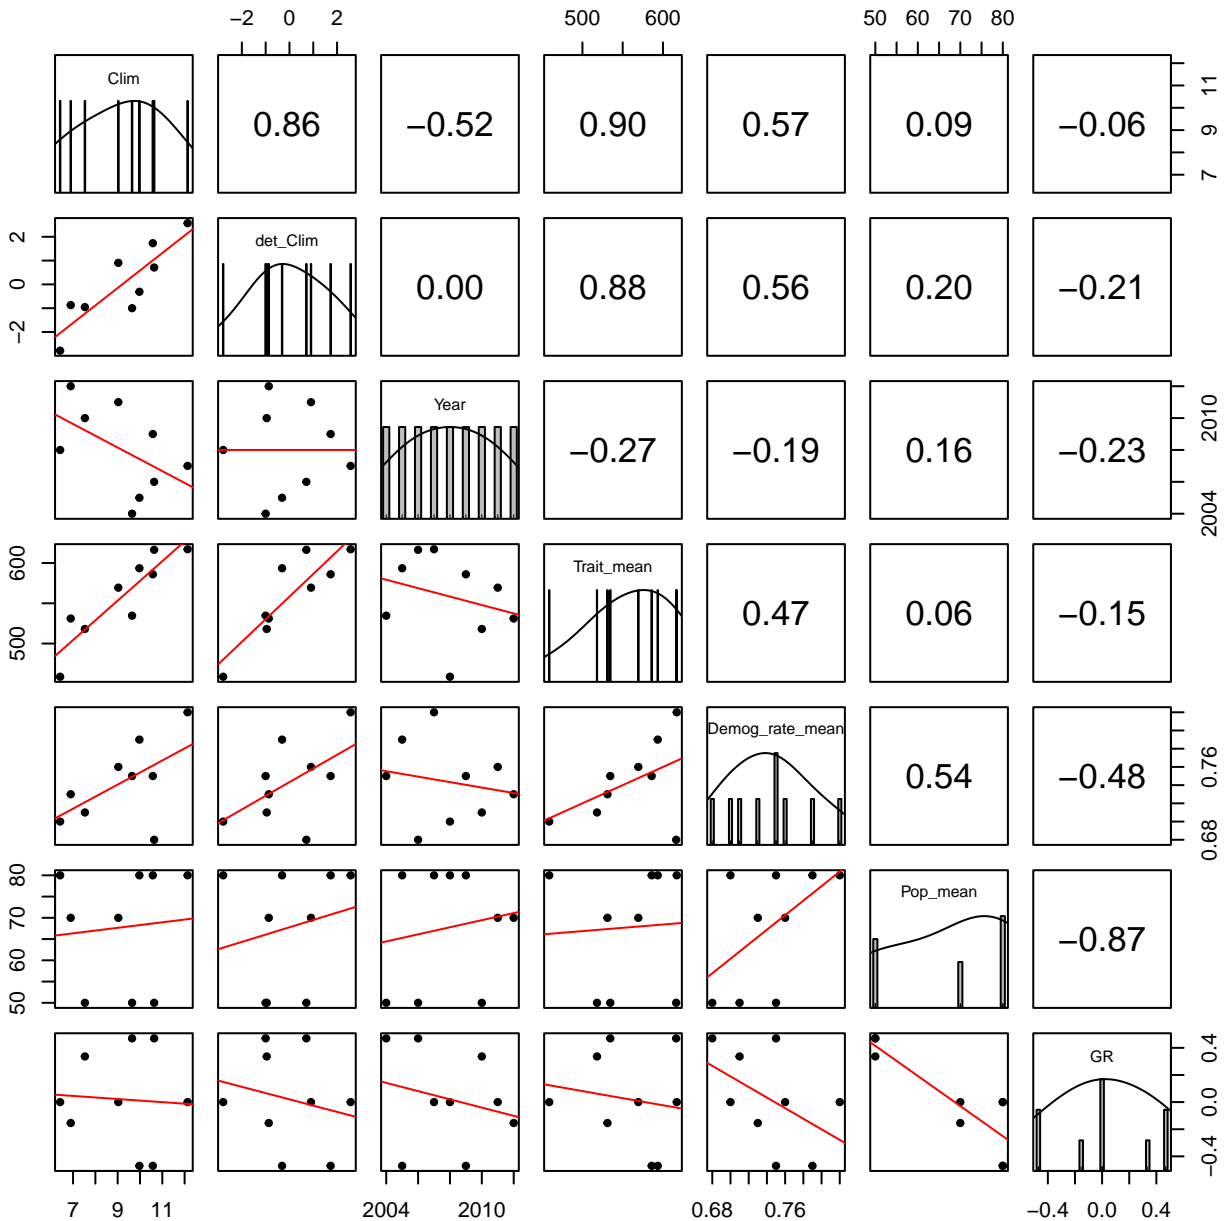 −2 0 2 500 600 50 60 70 80
Clim 0.86 −0.52 0.90 0.57 0.09 −0.06 7 9 11
−2 0 2 det_Clim 0.00 0.88 0.56 0.20 −0.21
Year −0.27 −0.19 0.16 −0.23 2004 2010
500 600 Trait_mean 0.47 0.06 −0.15
Demog_rate_mean 0.54 −0.48 0.68 0.76
50 60 70 80 Pop_mean −0.87
GR −0.4 0.0 0.4
7 9 11 2004 2010 0.68 0.76 −0.4 0.0 0.4